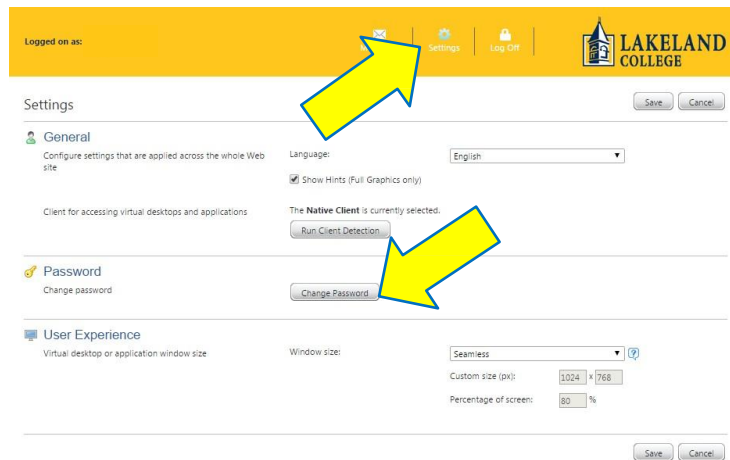 Logged on as:
Settings
Log Off
LAKELAND
COLLEGE
Settings
Save
Cancel
General
Configure settings that are applied across the whole Web
site
Language:
English
Show Hints (Full Graphics only)
Client for accessing virtual desktops and applications
The Native Client is currently selected.
Run Client Detection
Password
Change password
Change Password
User Experience
Virtual desktop or application window size
Window size:
Seamless
Custom size (px):
1024 x 768
Percentage of screen:
80 %
Save
Cancel